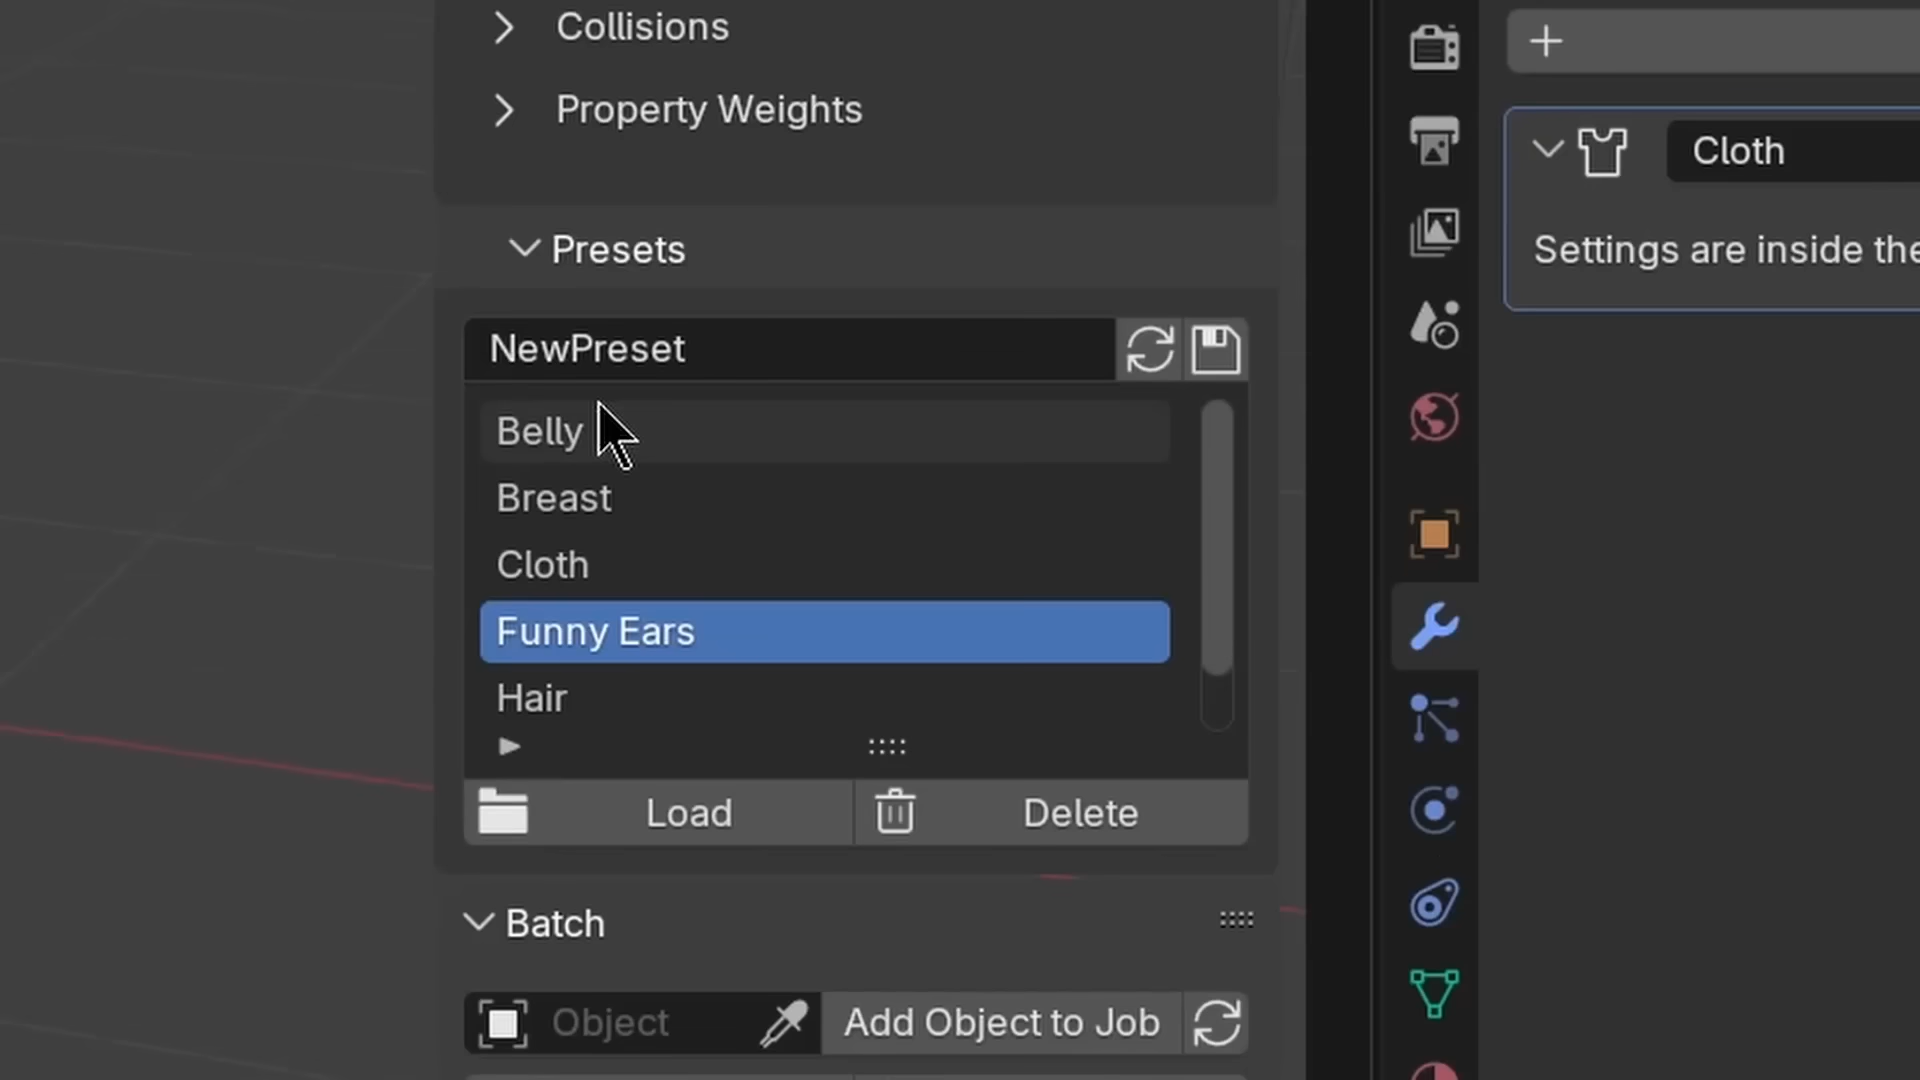 Collisions
Property Weights
Cloth
Settings are inside the
Presets
NewPreset
Belly
Breast
Cloth
Funny Ears
Hair
Load
Delete
Batch
Object
Add Object to Job